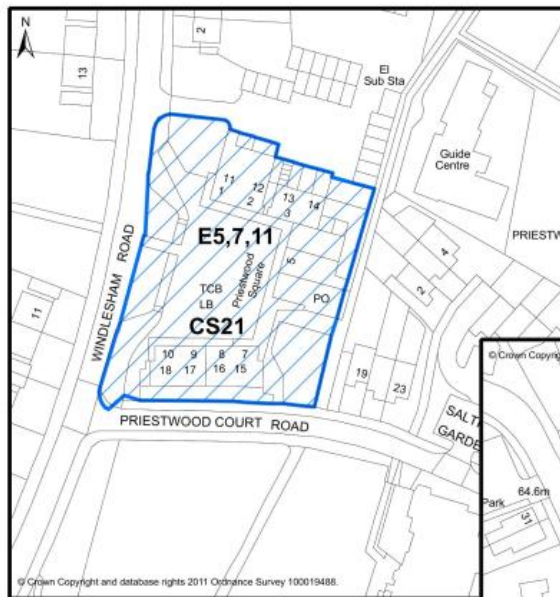 N
2
13
El
Sub Sta
Guide
Centre
PRIESTW
11
12
13
14
1
2
3
4
2
E5,7,11
5
TCB
LB
Priestwood
Square
PO
CS21
WINDLESHAM ROAD
11
10 9 8 7
18 17 16 15
19
23
PRIESTWOOD COURT ROAD
© Crown Copyrig
SALT
GARDE
64.6m
Park
31
© Crown Copyright and database rights 2011 Ordnance Survey 100019488.